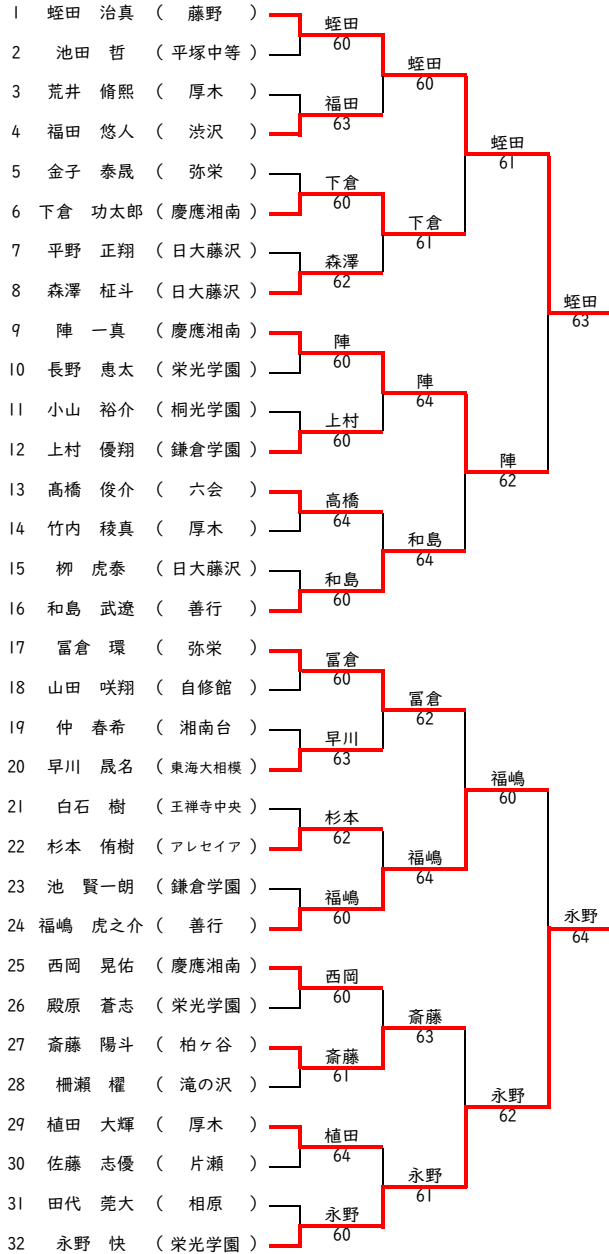 1 蛭田 治真 ( 藤野 )
2 池田 哲 ( 平塚中等 )
3 荒井 脩熙 ( 厚木 )
4 福田 悠人 ( 渋沢 )
5 金子 泰晟 ( 弥栄 )
6 下倉 功太郎 ( 慶應湘南 )
7 平野 正翔 ( 日大藤沢 )
8 森澤 柾斗 ( 日大藤沢 )
9 陣 一真 ( 慶應湘南 )
10 長野 恵太 ( 栄光学園 )
11 小山 裕介 ( 桐光学園 )
12 上村 優翔 ( 鎌倉学園 )
13 髙橋 俊介 ( 六会 )
14 竹内 稜真 ( 厚木 )
15 栁 虎泰 ( 日大藤沢 )
16 和島 武遼 ( 善行 )
17 冨倉 環 ( 弥栄 )
18 山田 咲翔 ( 自修館 )
19 仲 春希 ( 湘南台 )
20 早川 晟名 ( 東海大相模 )
21 白石 樹 ( 王禅寺中央 )
22 杉本 侑樹 ( アレセイア )
23 池 賢一朗 ( 鎌倉学園 )
24 福嶋 虎之介 ( 善行 )
25 西岡 晃佑 ( 慶應湘南 )
26 殿原 蒼志 ( 栄光学園 )
27 斎藤 陽斗 ( 柏ヶ谷 )
28 柵瀬 櫂 ( 滝の沢 )
29 植田 大輝 ( 厚木 )
30 佐藤 志優 ( 片瀬 )
31 田代 莞大 ( 相原 )
32 永野 快 ( 栄光学園 )
蛭田
60
福田
63
下倉
60
森澤
62
陣
60
上村
60
高橋
64
和島
60
冨倉
60
早川
63
杉本
62
福嶋
60
西岡
60
斎藤
61
植田
64
永野
60
蛭田
60
下倉
61
陣
64
和島
64
冨倉
62
福嶋
64
斎藤
63
永野
61
蛭田
61
陣
62
福嶋
60
永野
62
蛭田
63
永野
64